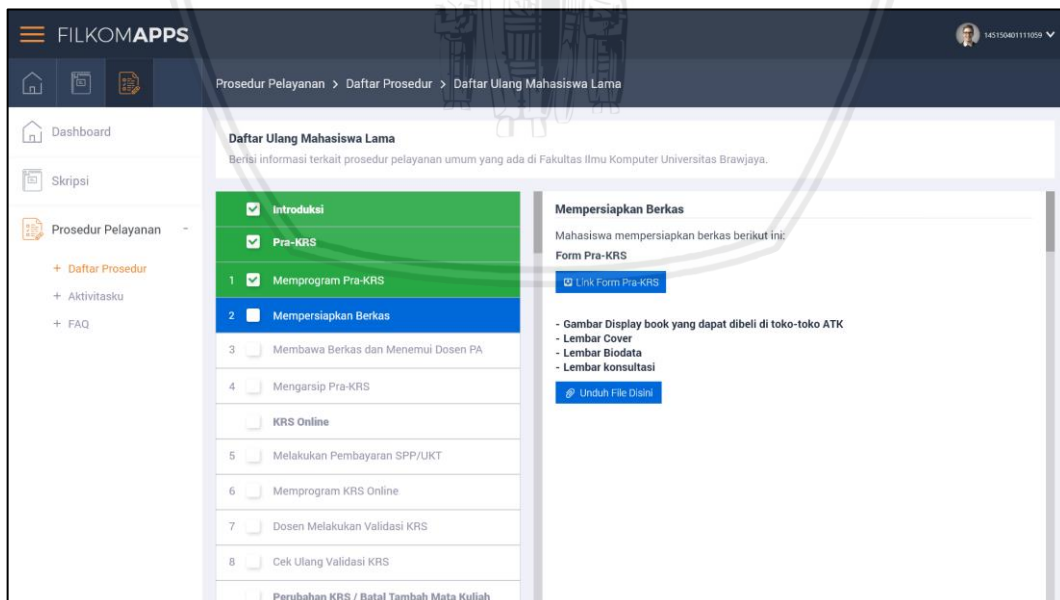 FILKOMAPPS
145150401111059
Prosedur Pelayanan > Daftar Prosedur > Daftar Ulang Mahasiswa Lama
Dashboard
Skripsi
Prosedur Pelayanan -
+ Daftar Prosedur
+ Aktivitasku
+ FAQ
Daftar Ulang Mahasiswa Lama
Berisi informasi terkait prosedur pelayanan umum yang ada di Fakultas Ilmu Komputer Universitas Brawijaya.
Introduksi
Pra-KRS
1 Memprogram Pra-KRS
2 Mempersiapkan Berkas
3 Membawa Berkas dan Menemui Dosen PA
4 Mengarsip Pra-KRS
KRS Online
5 Melakukan Pembayaran SPP/UKT
6 Memprogram KRS Online
7 Dosen Melakukan Validasi KRS
8 Cek Ulang Validasi KRS
Perubahan KRS / Batal Tambah Mata Kuliah
Mempersiapkan Berkas
Mahasiswa mempersiapkan berkas berikut ini:
Form Pra-KRS
Link Form Pra-KRS
- Gambar Display book yang dapat dibeli di toko-toko ATK
- Lembar Cover
- Lembar Biodata
- Lembar konsultasi
Unduh File Disini